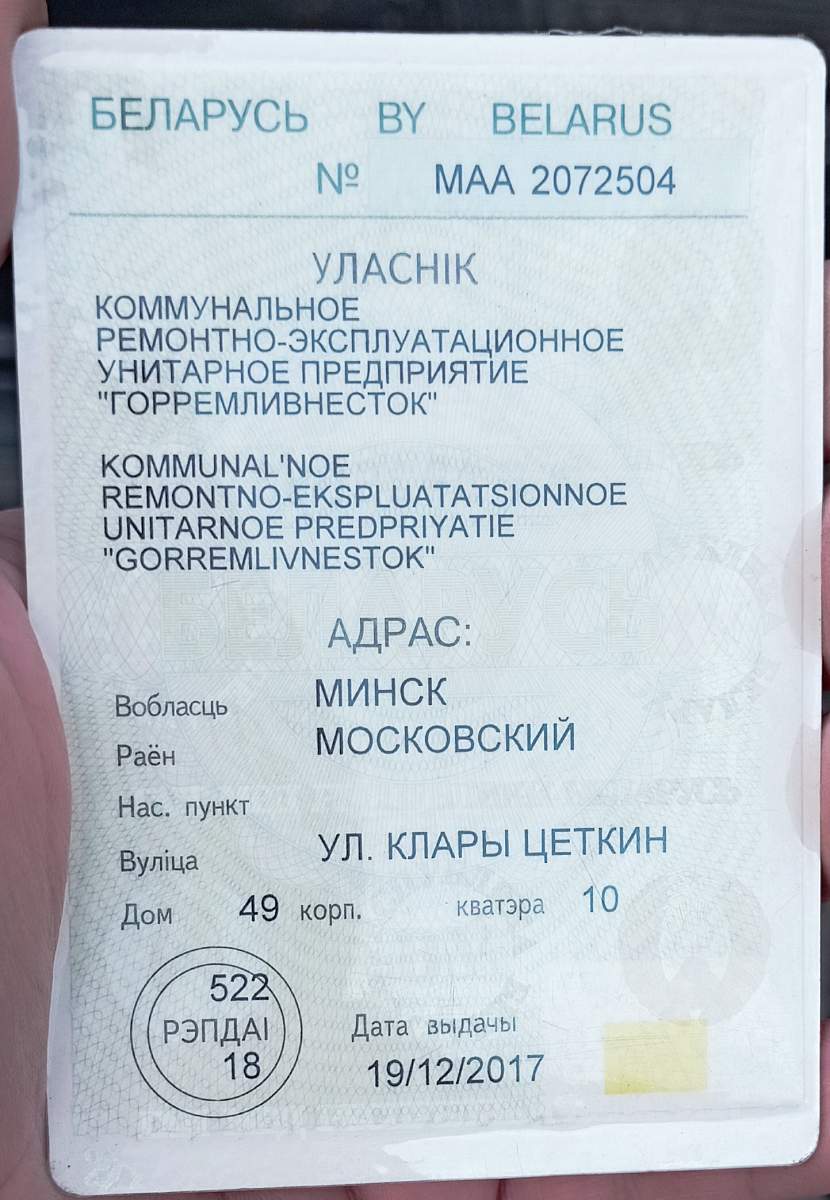 БЕЛАРУСЬ BY BELARUS
№ МАА 2072504
УЛАСНІК
КОММУНАЛЬНОЕ
РЕМОНТНО-ЭКСПЛУАТАЦИОННОЕ
УНИТАРНОЕ ПРЕДПРИЯТИЕ
"ГОРРЕМЛИВНЕСТОК"
KOMMUNAL'NOE
REMONTNO-EKSPLUATATSIONNOE
UNITARNOE PREDPRIYATIE
"GORREMLIVNESTOK"
АДРАС:
Вобласць МИНСК
Раён МОСКОВСКИЙ
Нас. пункт
Вуліца УЛ. КЛАРЫ ЦЕТКИН
Дом 49 корп. кватэра 10
522
РЭПДАІ
18
Дата выдачы
19/12/2017